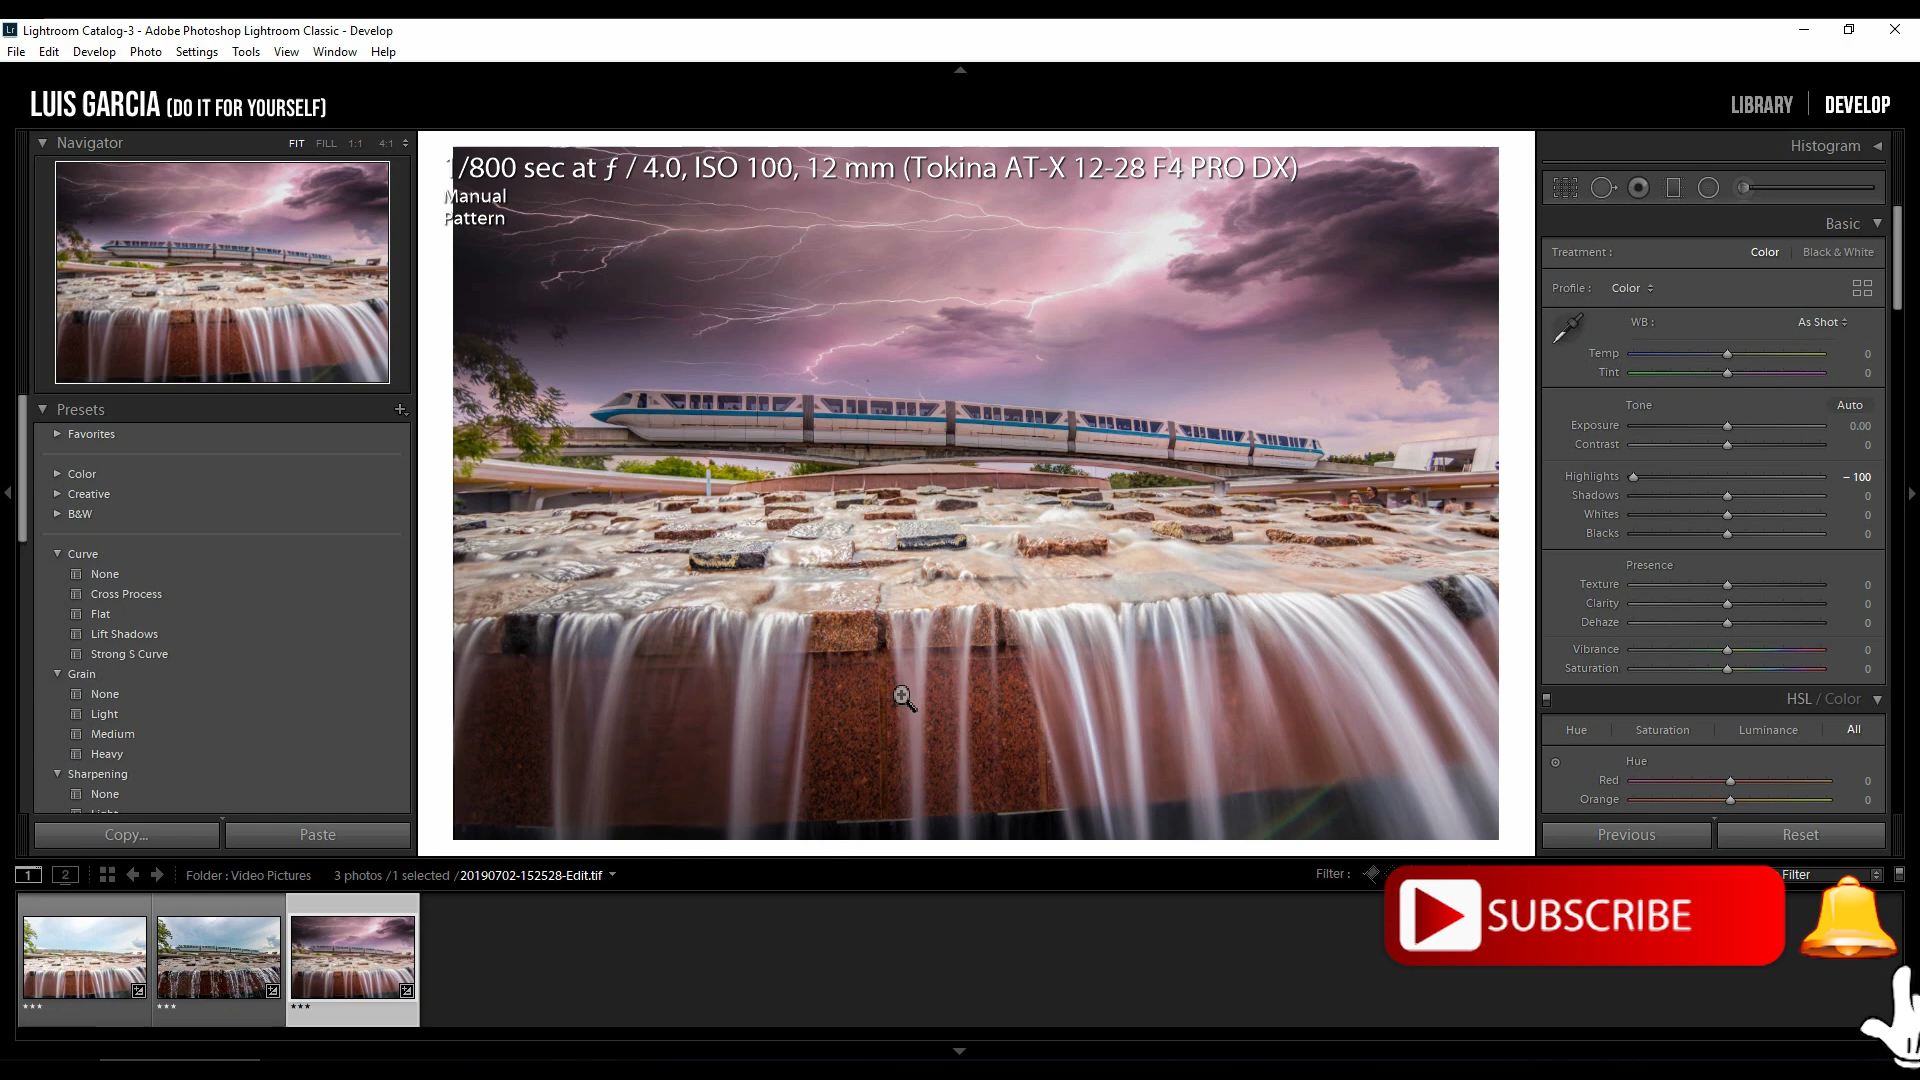 Lightroom Catalog-3 - Adobe Photoshop Lightroom Classic - Develop
File Edit Develop Photo Settings Tools View Window Help
LUIS GARCIA (DO IT FOR YOURSELF)
LIBRARY | DEVELOP
Navigator FIT FILL 1:1 4:1
1/800 sec at ƒ / 4.0, ISO 100, 12 mm (Tokina AT-X 12-28 F4 PRO DX)
Manual
Pattern
Presets
Favorites
Color
Creative
B&W
Curve
None
Cross Process
Flat
Lift Shadows
Strong S Curve
Grain
None
Light
Medium
Heavy
Sharpening
None
Copy... Paste
Histogram
Basic
Treatment : Color Black & White
Profile : Color
WB : As Shot
Temp 0
Tint 0
Tone Auto
Exposure 0.00
Contrast 0
Highlights – 100
Shadows 0
Whites 0
Blacks 0
Presence
Texture 0
Clarity 0
Dehaze 0
Vibrance 0
Saturation 0
HSL / Color
Hue Saturation Luminance All
Hue
Red 0
Orange 0
Previous Reset
1 2 Folder : Video Pictures 3 photos /1 selected /20190702-152528-Edit.tif Filter : Filter
SUBSCRIBE